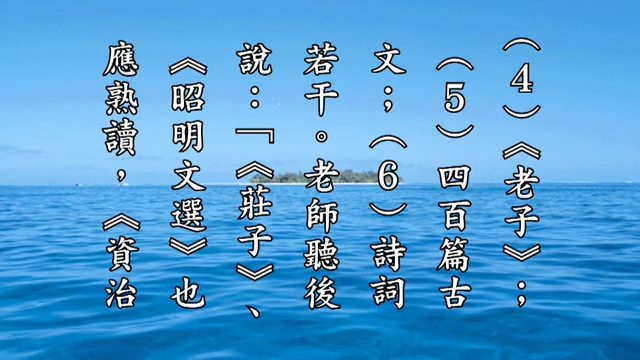 （4）《老子》；
（5）四百篇古
文；（6）詩詞
若干。老師聽後
說：『《莊子》、
《昭明文選》也
應熟讀，《資治